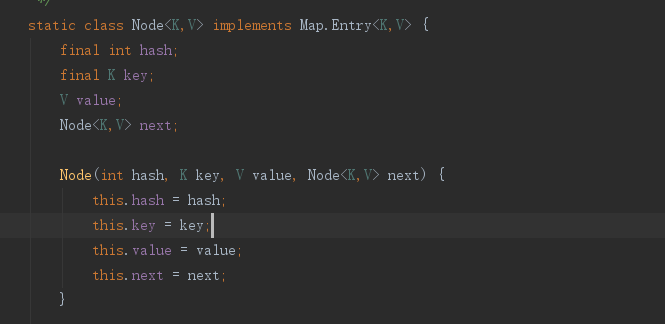 */
static class Node<K,V> implements Map.Entry<K,V> {
final int hash;
final K key;
V value;
Node<K,V> next;
Node(int hash, K key, V value, Node<K,V> next) {
this.hash = hash;
this.key = key;
this.value = value;
this.next = next;
}